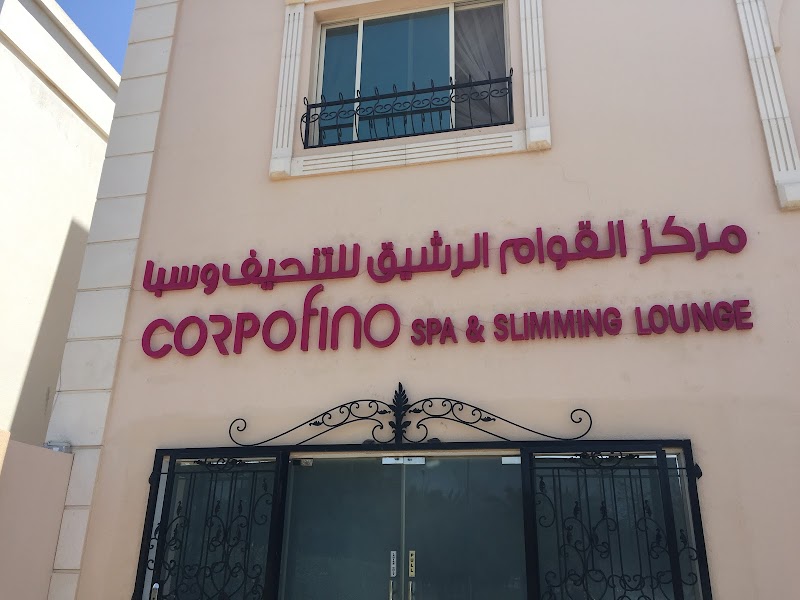 مركز القوام الرشيق للتنحيف وسبا
CORPOfINO SPA & SLIMMING LOUNGE